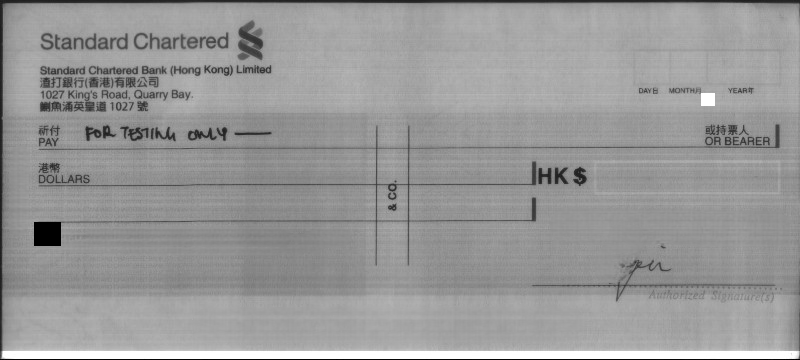 Standard Chartered
Standard Chartered Bank (Hong Kong) Limited
渣打銀行(香港)有限公司
1027 King's Road, Quarry Bay.
鰂魚涌英皇道 1027 號
DAY日 MONTH月 YEAR年
祈付
PAY FOR TESTING ONLY
或持票人
OR BEARER
港幣
DOLLARS
HK $
& CO.
Authorized Signature(s)